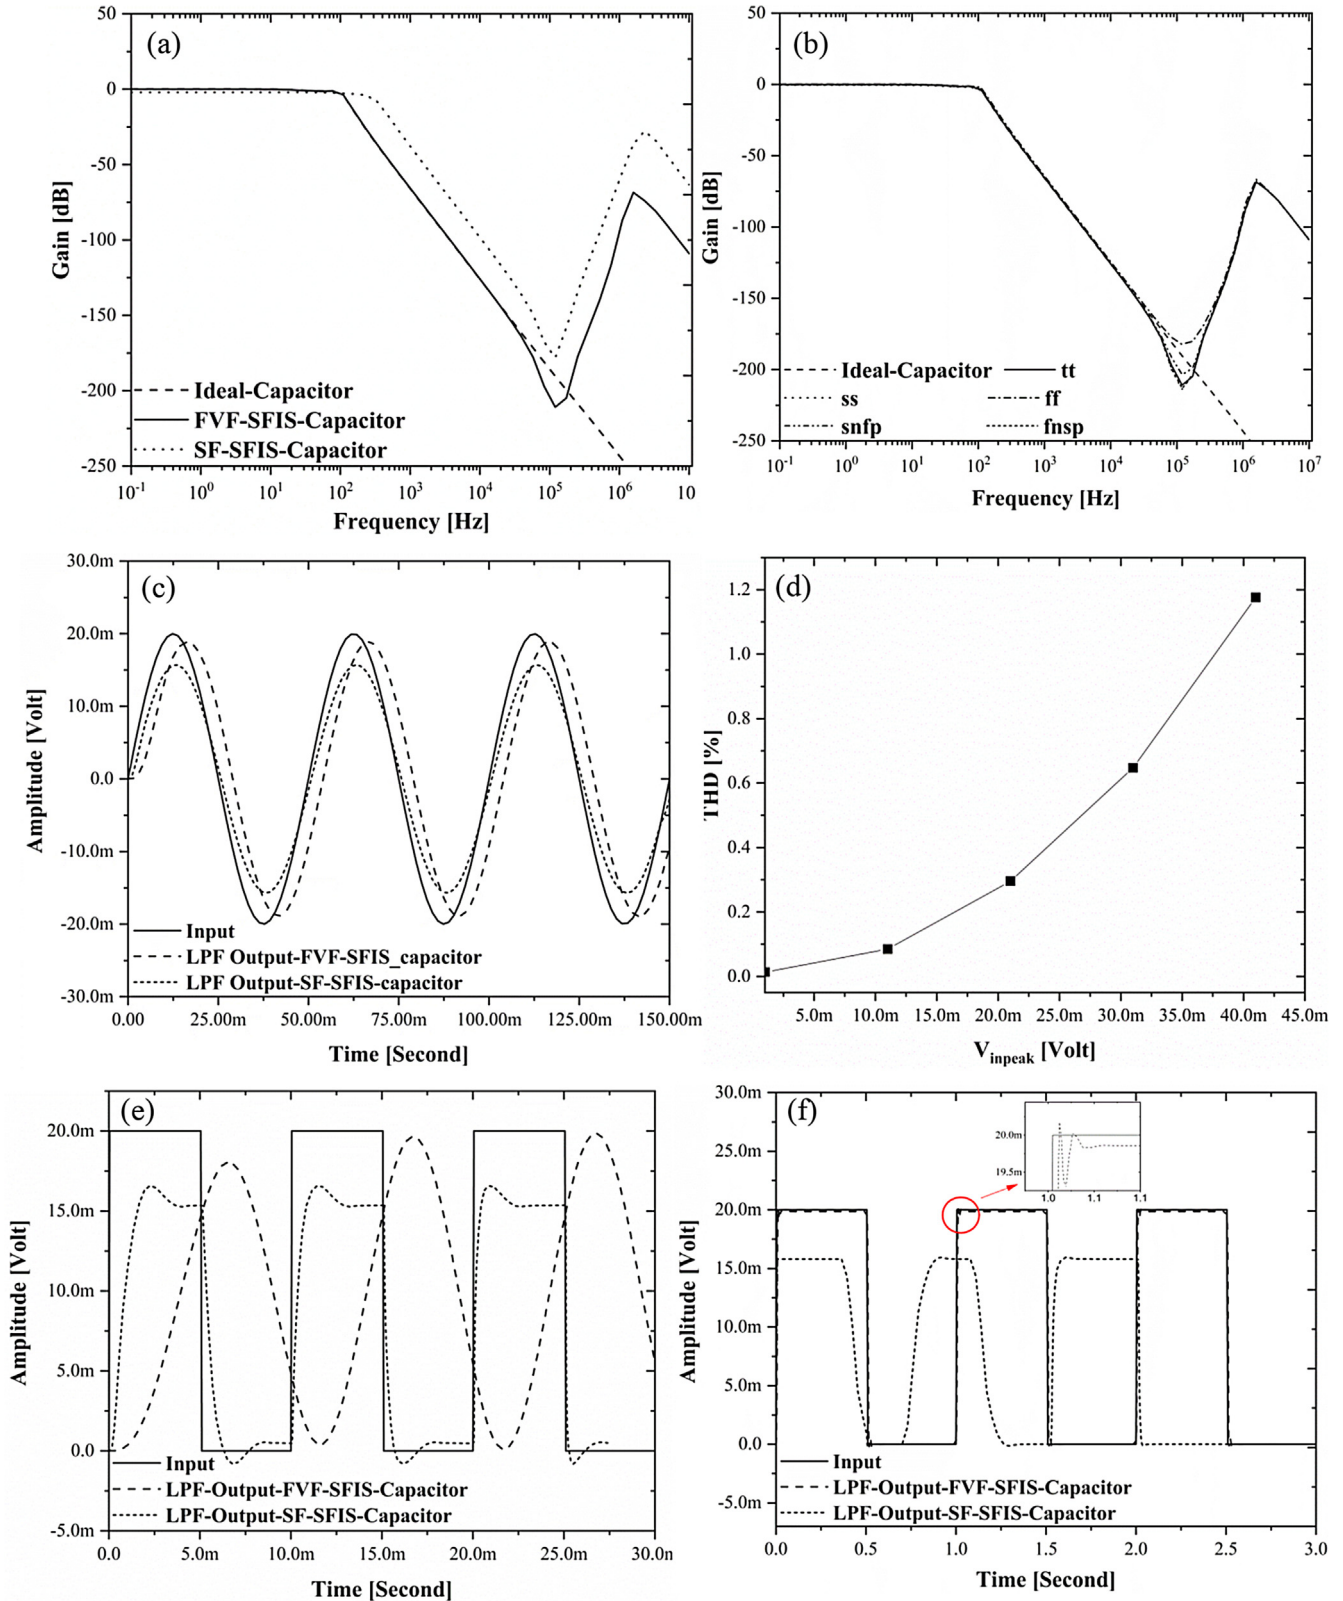 (a)
50
0
-50
-100
-150
-200
-250
Gain [dB]
Ideal-Capacitor
FVF-SFIS-Capacitor
SF-SFIS-Capacitor
10-1
100
101
102
103
104
105
106
10
Frequency [Hz]
(b)
50
0
-50
-100
-150
-200
-250
Gain [dB]
Ideal-Capacitor
tt
ss
ff
snfp
fnsp
10-1
100
101
102
103
104
105
106
107
Frequency [Hz]
(c)
30.0m
20.0m
10.0m
0.0
-10.0m
-20.0m
-30.0m
Amplitude [Volt]
Input
LPF Output-FVF-SFIS_capacitor
LPF Output-SF-SFIS-capacitor
0.00
25.00m
50.00m
75.00m
100.00m
125.00m
150.00m
Time [Second]
(d)
1.2
1.0
0.8
0.6
0.4
0.2
0.0
THD [%]
5.0m
10.0m
15.0m
20.0m
25.0m
30.0m
35.0m
40.0m
45.0m
Vinpeak [Volt]
(e)
20.0m
15.0m
10.0m
5.0m
0.0
-5.0m
Amplitude [Volt]
Input
LPF-Output-FVF-SFIS-Capacitor
LPF-Output-SF-SFIS-Capacitor
0.0
5.0m
10.0m
15.0m
20.0m
25.0m
30.0n
Time [Second]
(f)
30.0m
25.0m
20.0m
15.0m
10.0m
5.0m
0.0
-5.0m
Amplitude [Volt]
20.0m
19.5m
1.0
1.1
1.1
Input
LPF-Output-FVF-SFIS-Capacitor
LPF-Output-SF-SFIS-Capacitor
0.0
0.5
1.0
1.5
2.0
2.5
3.0
Time [Second]